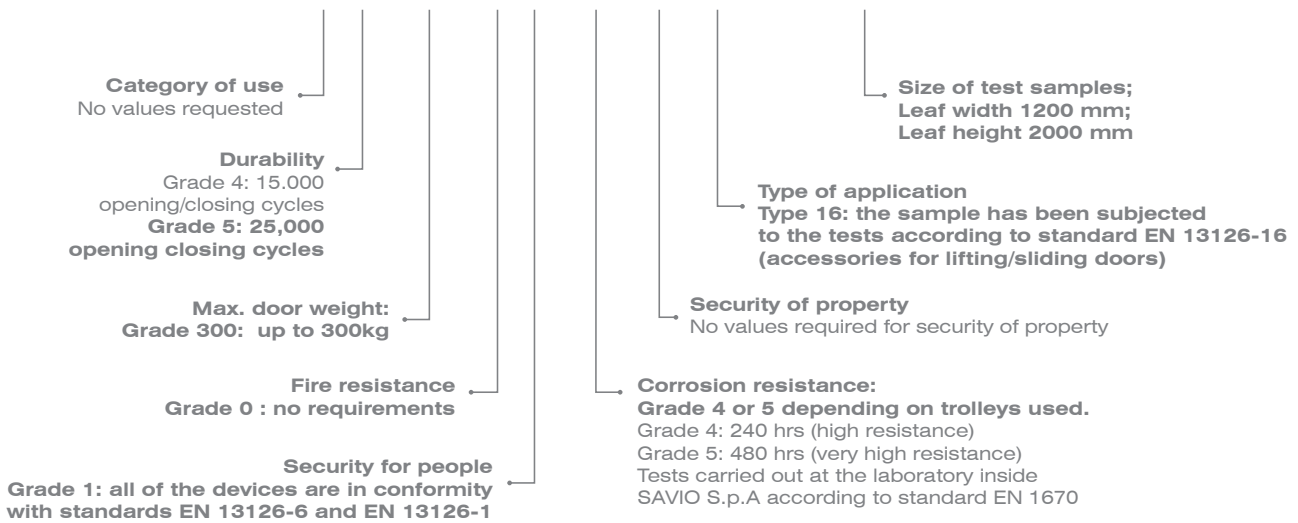 Category of use
No values requested
Durability
Grade 4: 15.000
opening/closing cycles
Grade 5: 25,000
opening closing cycles
Max. door weight:
Grade 300: up to 300kg
Fire resistance
Grade 0 : no requirements
Security for people
Grade 1: all of the devices are in conformity
with standards EN 13126-6 and EN 13126-1
Size of test samples;
Leaf width 1200 mm;
Leaf height 2000 mm
Type of application
Type 16: the sample has been subjected
to the tests according to standard EN 13126-16
(accessories for lifting/sliding doors)
Security of property
No values required for security of property
Corrosion resistance:
Grade 4 or 5 depending on trolleys used.
Grade 4: 240 hrs (high resistance)
Grade 5: 480 hrs (very high resistance)
Tests carried out at the laboratory inside
SAVIO S.p.A according to standard EN 1670